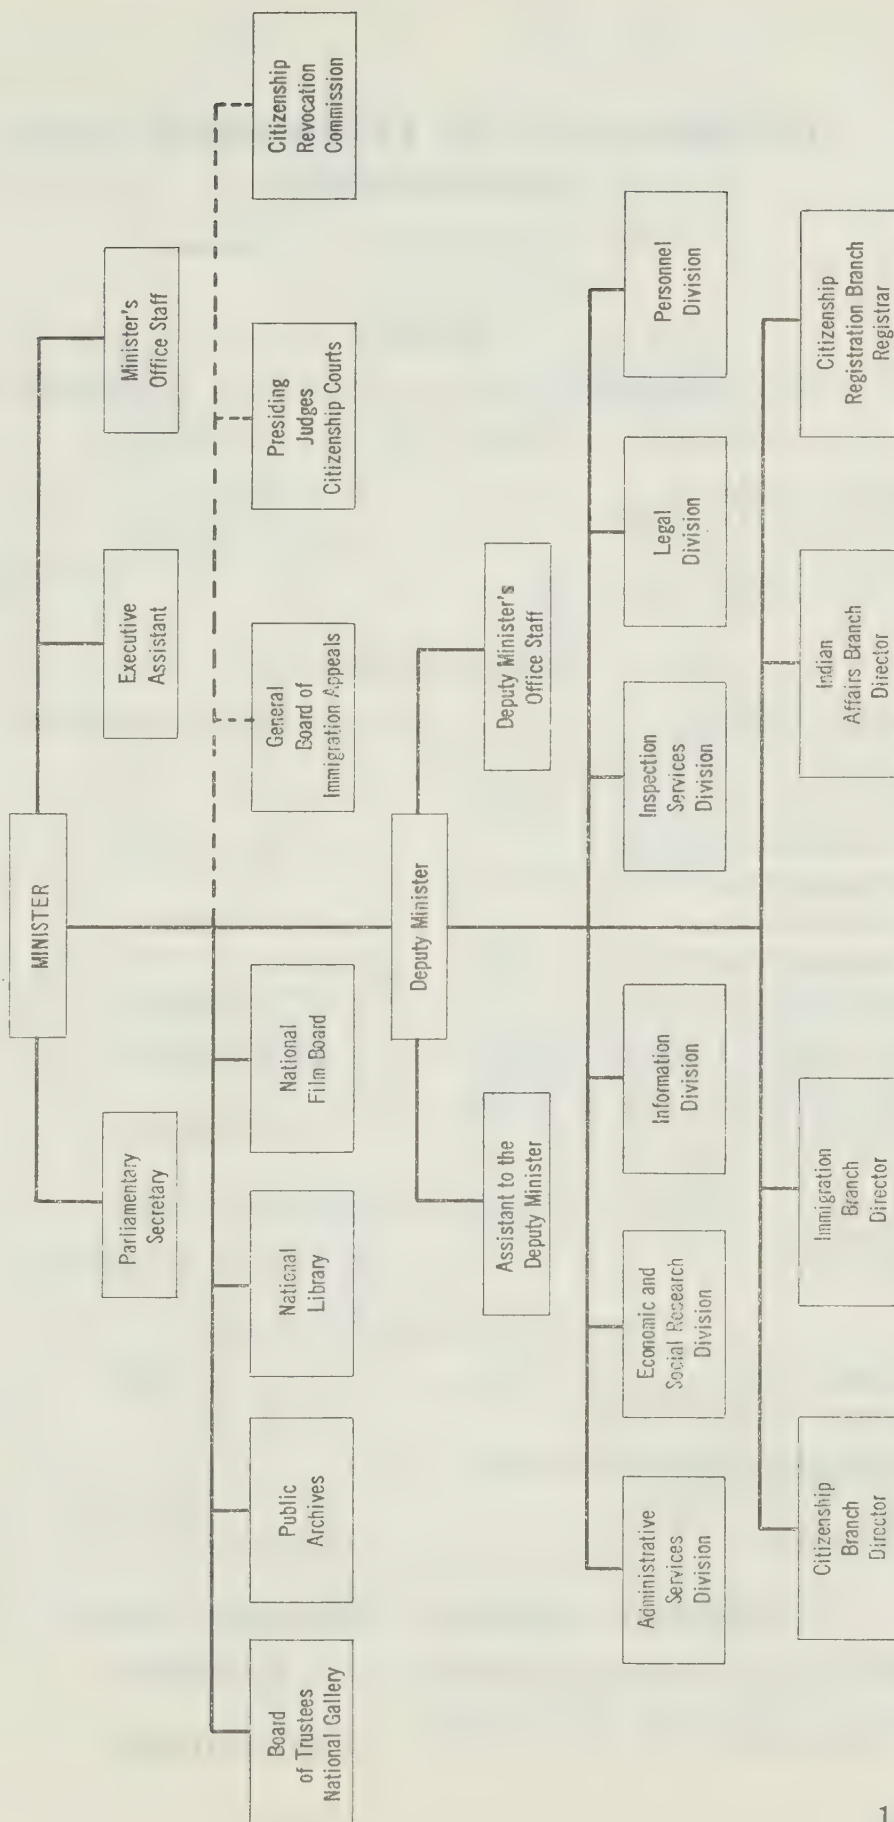 MINISTER
Parliamentary
Secretary
Executive
Assistant
Minister's
Office Staff
Board
of Trustees
National Gallery
Public
Archives
National
Library
National
Film Board
General
Board of
Immigration Appeals
Presiding
Judges
Citizenship Courts
Citizenship
Revocation
Commission
Deputy Minister
Assistant to the
Deputy Minister
Deputy Minister's
Office Staff
Administrative
Services
Division
Economic and
Social Research
Division
Information
Division
Inspection
Services
Division
Legal
Division
Personnel
Division
Citizenship
Branch
Director
Immigration
Branch
Director
Indian
Affairs Branch
Director
Citizenship
Registration Branch
Registrar